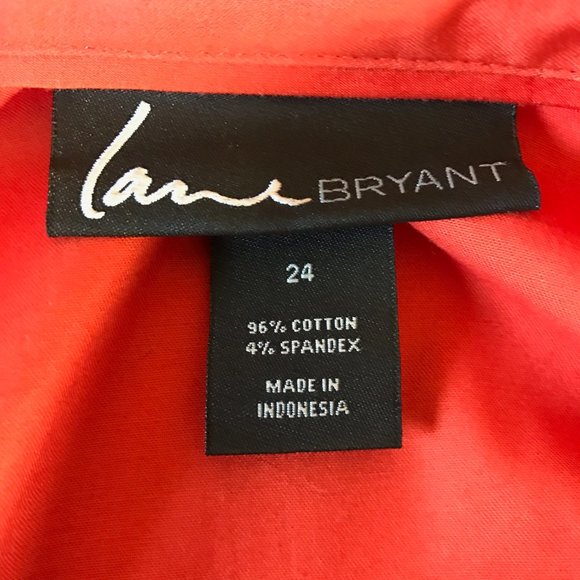 lane BRYANT
24
96% COTTON
4% SPANDEX
MADE IN
INDONESIA